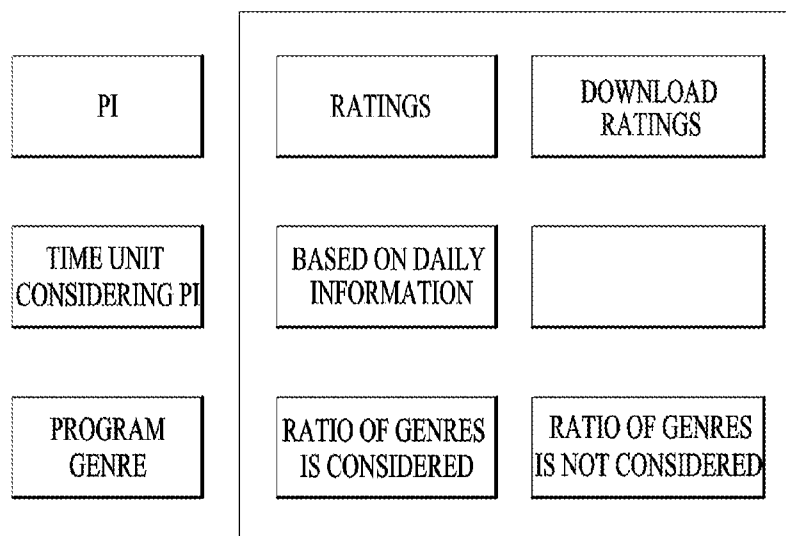 PI
RATINGS
DOWNLOAD
RATINGS
TIME UNIT
CONSIDERING PI
BASED ON DAILY
INFORMATION
PROGRAM
GENRE
RATIO OF GENRES
IS CONSIDERED
RATIO OF GENRES
IS NOT CONSIDERED